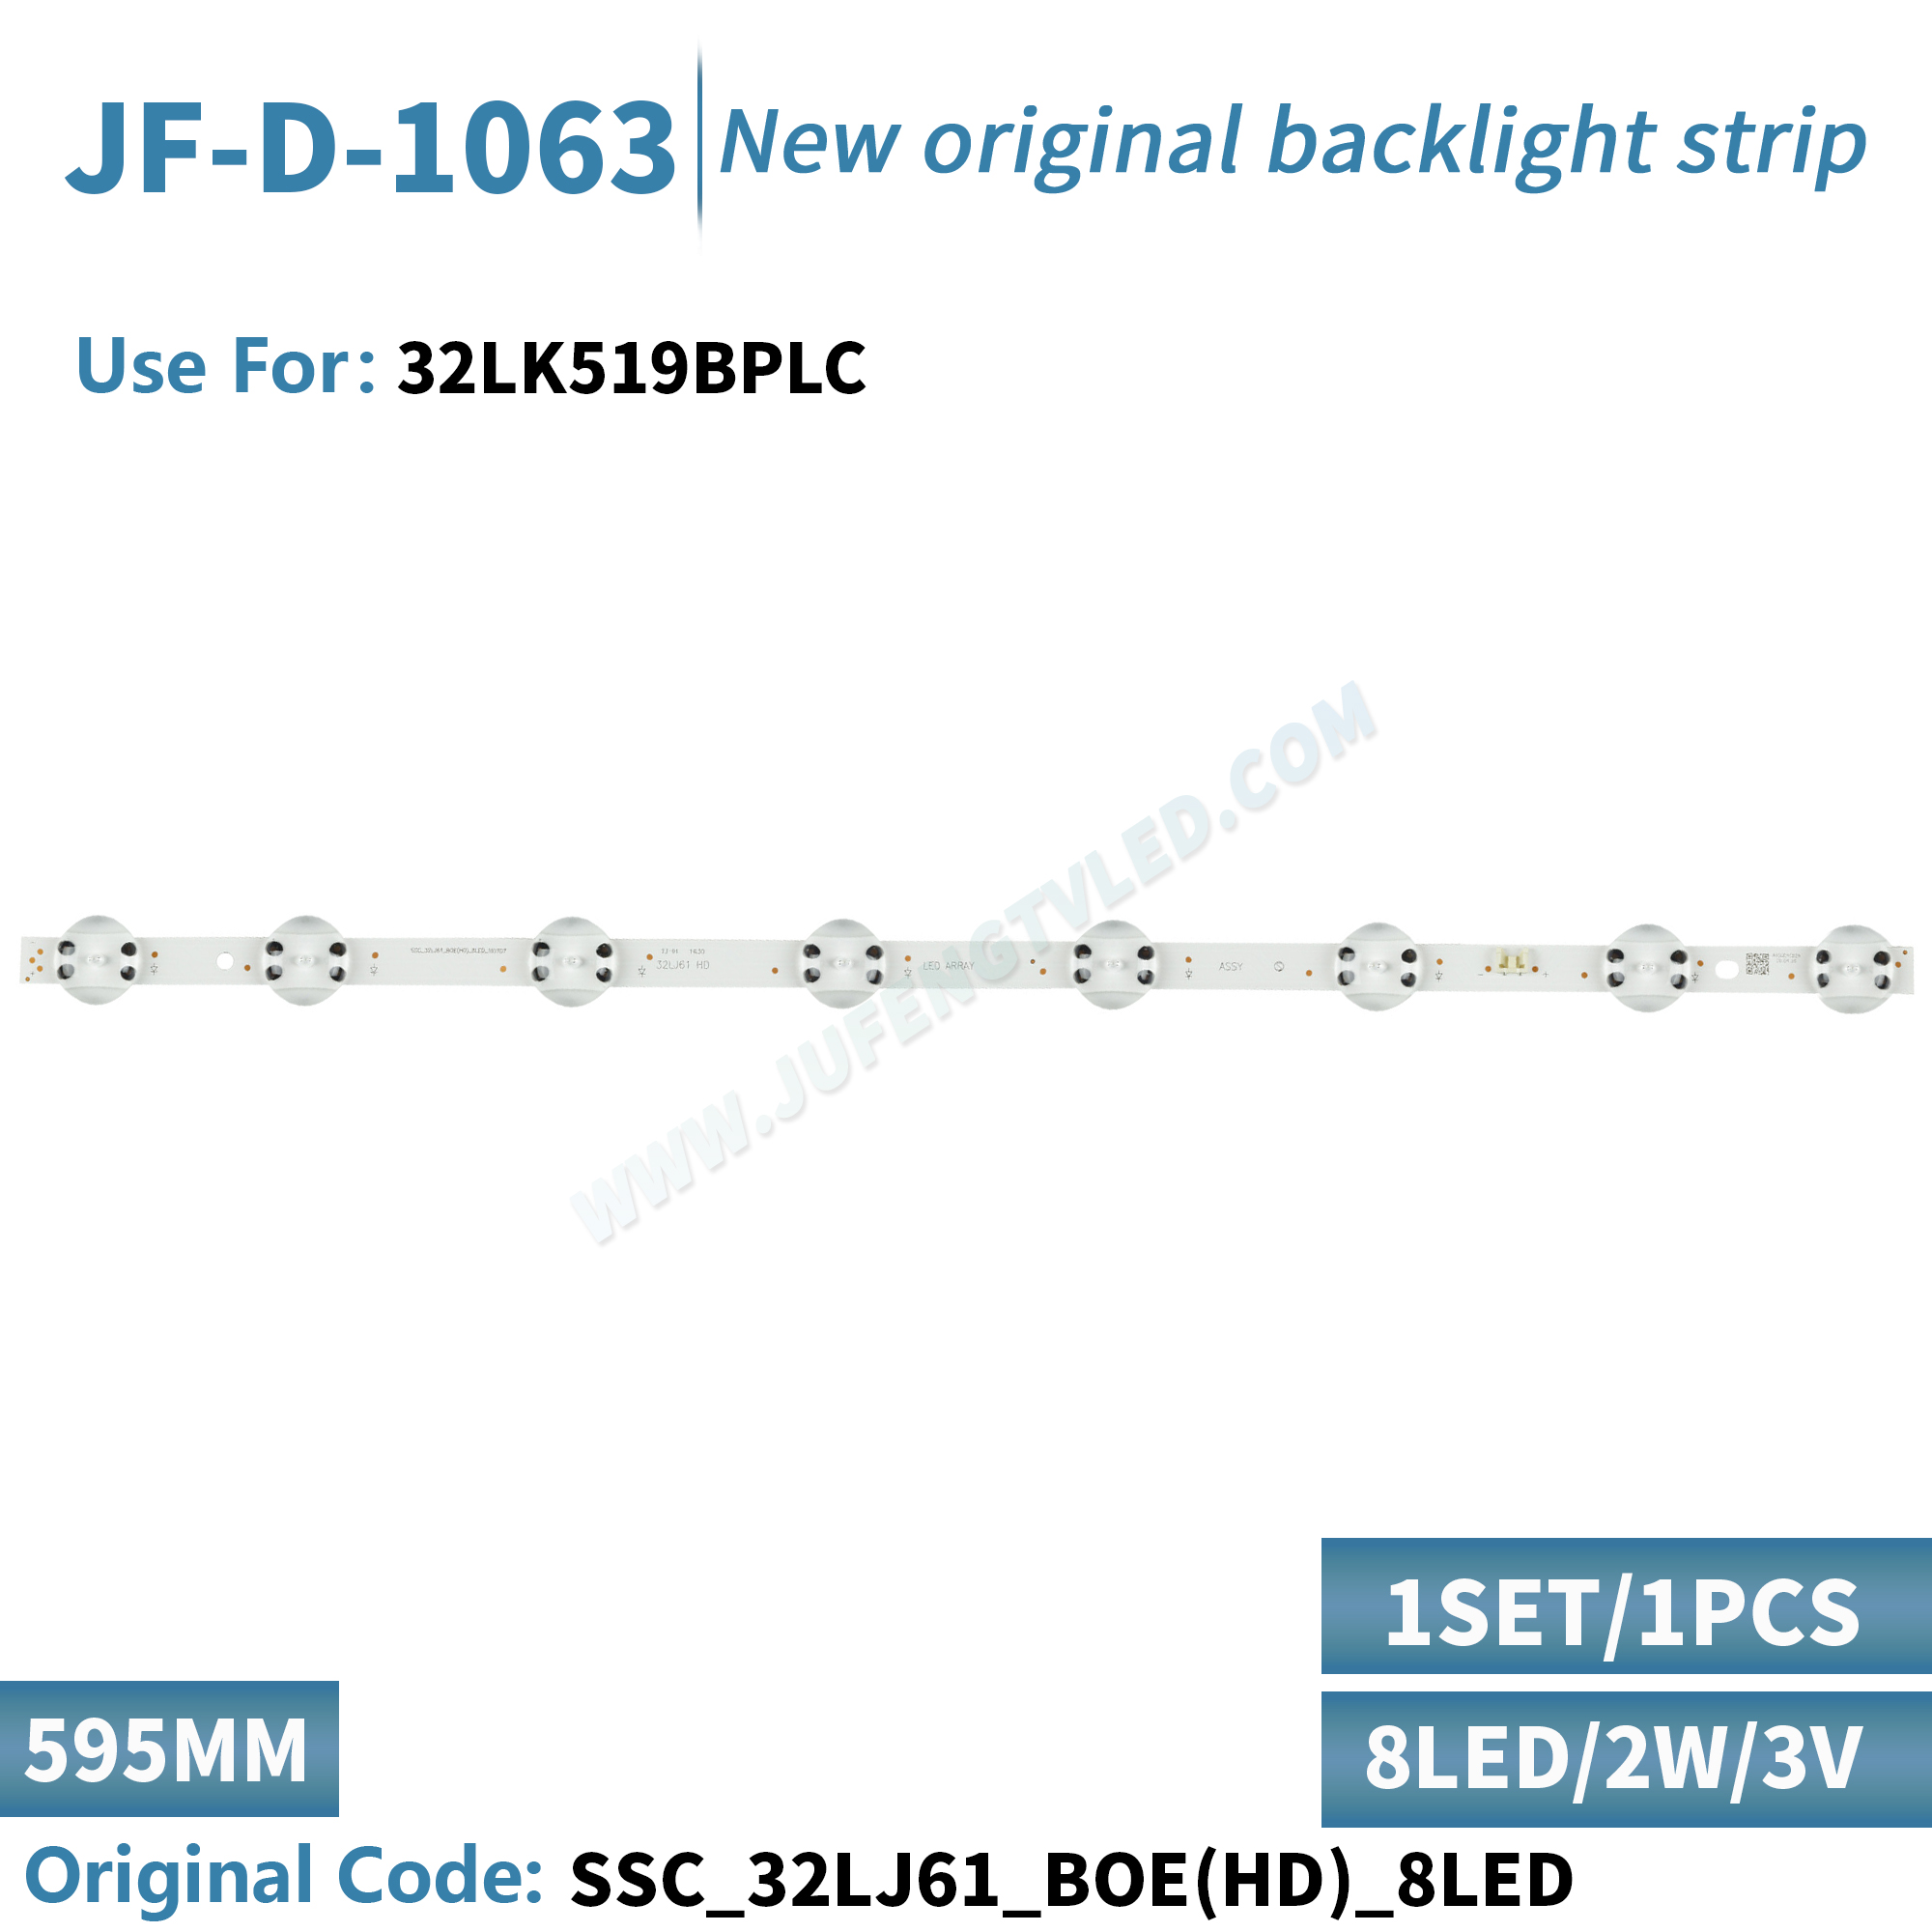 JF-D-1063
New original backlight strip
Use For: 32LK519BPLC
WWW.JUFENGTVLED.COM
32LJ61 HD
LED ARRAY
ASSY
1SET/1PCS
595MM
8LED/2W/3V
Original Code: SSC_32LJ61_BOE(HD)_8LED